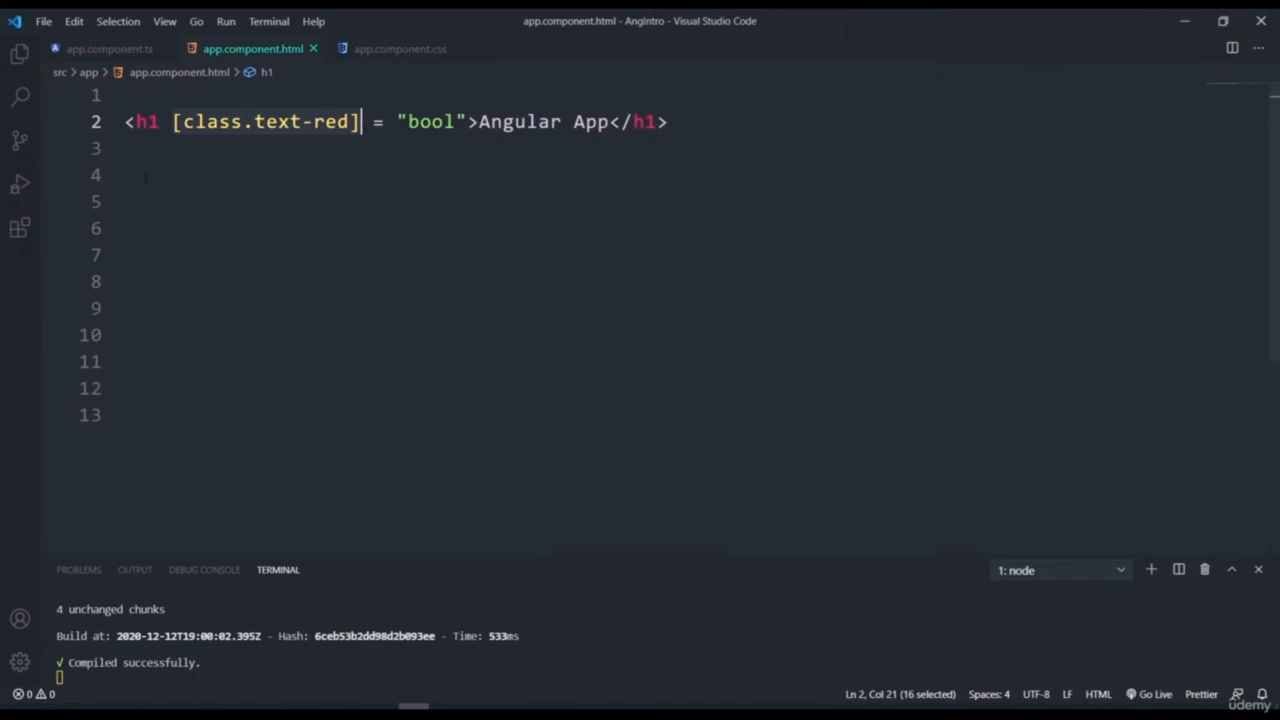 File Edit Selection View Go Run Terminal Help app.component.html - AngIntro - Visual Studio Code
app.component.ts app.component.html app.component.css
src > app > app.component.html > h1
1
2 <h1 [class.text-red] = "bool">Angular App</h1>
3
4
5
6
7
8
9
10
11
12
13
PROBLEMS OUTPUT DEBUG CONSOLE TERMINAL 1: node
4 unchanged chunks
Build at: 2020-12-12T19:00:02.395Z - Hash: 6ceb53b2dd98d2b093ee - Time: 533ms
√ Compiled successfully.
0 0 Ln 2, Col 21 (16 selected) Spaces: 4 UTF-8 LF HTML Go Live Prettier
udemy